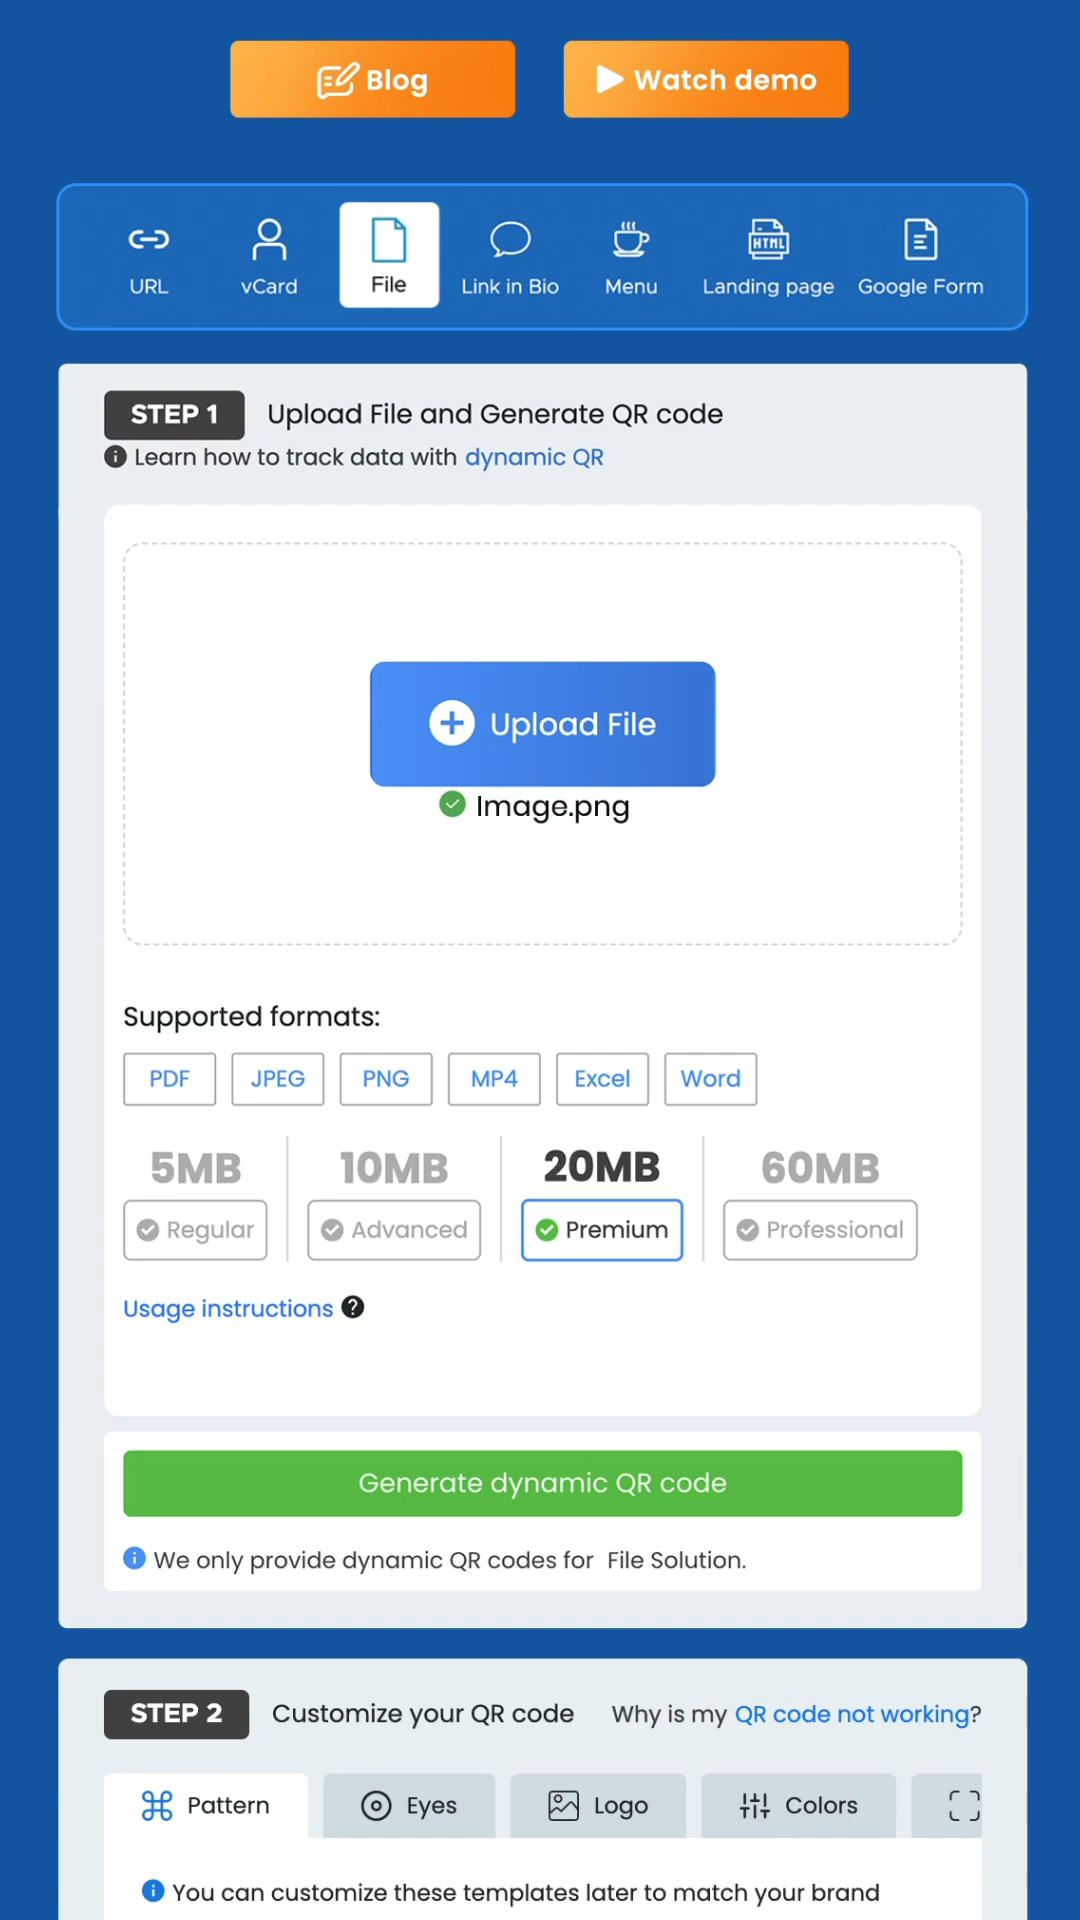 Blog
Watch demo
URL
vCard
File
Link in Bio
HTML
Menu
Landing page
Google Form
STEP 1 Upload File and Generate QR code
Learn how to track data with dynamic QR
Upload File
Image.png
Supported formats:
PDF JPEG PNG MP4 Excel Word
5MB 10MB 20MB 60MB
Regular Advanced Premium Professional
Usage instructions
Generate dynamic QR code
We only provide dynamic QR codes for File Solution.
STEP 2 Customize your QR code Why is my QR code not working?
Pattern Eyes Logo Colors
You can customize these templates later to match your brand